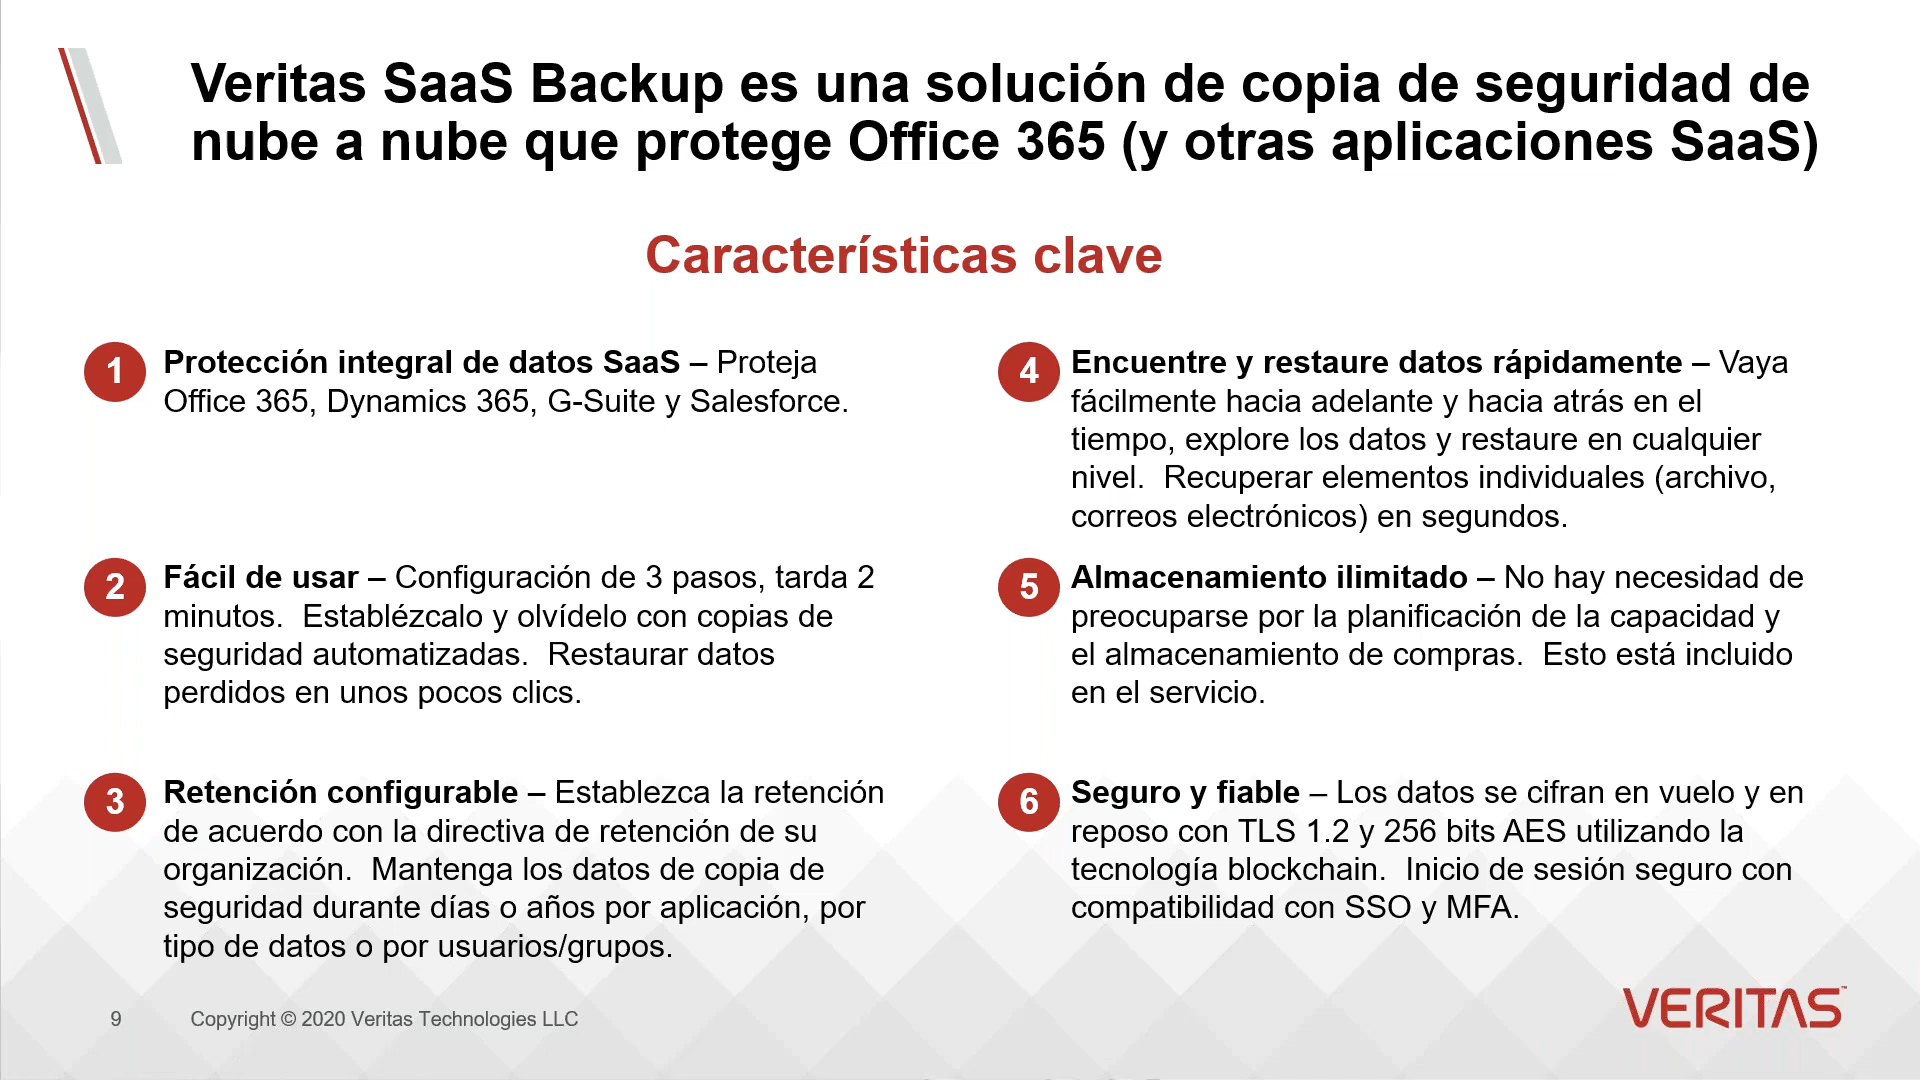 Veritas SaaS Backup es una solución de copia de seguridad de
nube a nube que protege Office 365 (y otras aplicaciones SaaS)
Características clave
1
Protección integral de datos SaaS – Proteja
Office 365, Dynamics 365, G-Suite y Salesforce.
2
Fácil de usar – Configuración de 3 pasos, tarda 2
minutos.  Establézcalo y olvídelo con copias de
seguridad automatizadas.  Restaurar datos
perdidos en unos pocos clics.
3
Retención configurable – Establezca la retención
de acuerdo con la directiva de retención de su
organización.  Mantenga los datos de copia de
seguridad durante días o años por aplicación, por
tipo de datos o por usuarios/grupos.
4
Encuentre y restaure datos rápidamente – Vaya
fácilmente hacia adelante y hacia atrás en el
tiempo, explore los datos y restaure en cualquier
nivel.  Recuperar elementos individuales (archivo,
correos electrónicos) en segundos.
5
Almacenamiento ilimitado – No hay necesidad de
preocuparse por la planificación de la capacidad y
el almacenamiento de compras.  Esto está incluido
en el servicio.
6
Seguro y fiable – Los datos se cifran en vuelo y en
reposo con TLS 1.2 y 256 bits AES utilizando la
tecnología blockchain.  Inicio de sesión seguro con
compatibilidad con SSO y MFA.
9
Copyright © 2020 Veritas Technologies LLC
VERITAS™